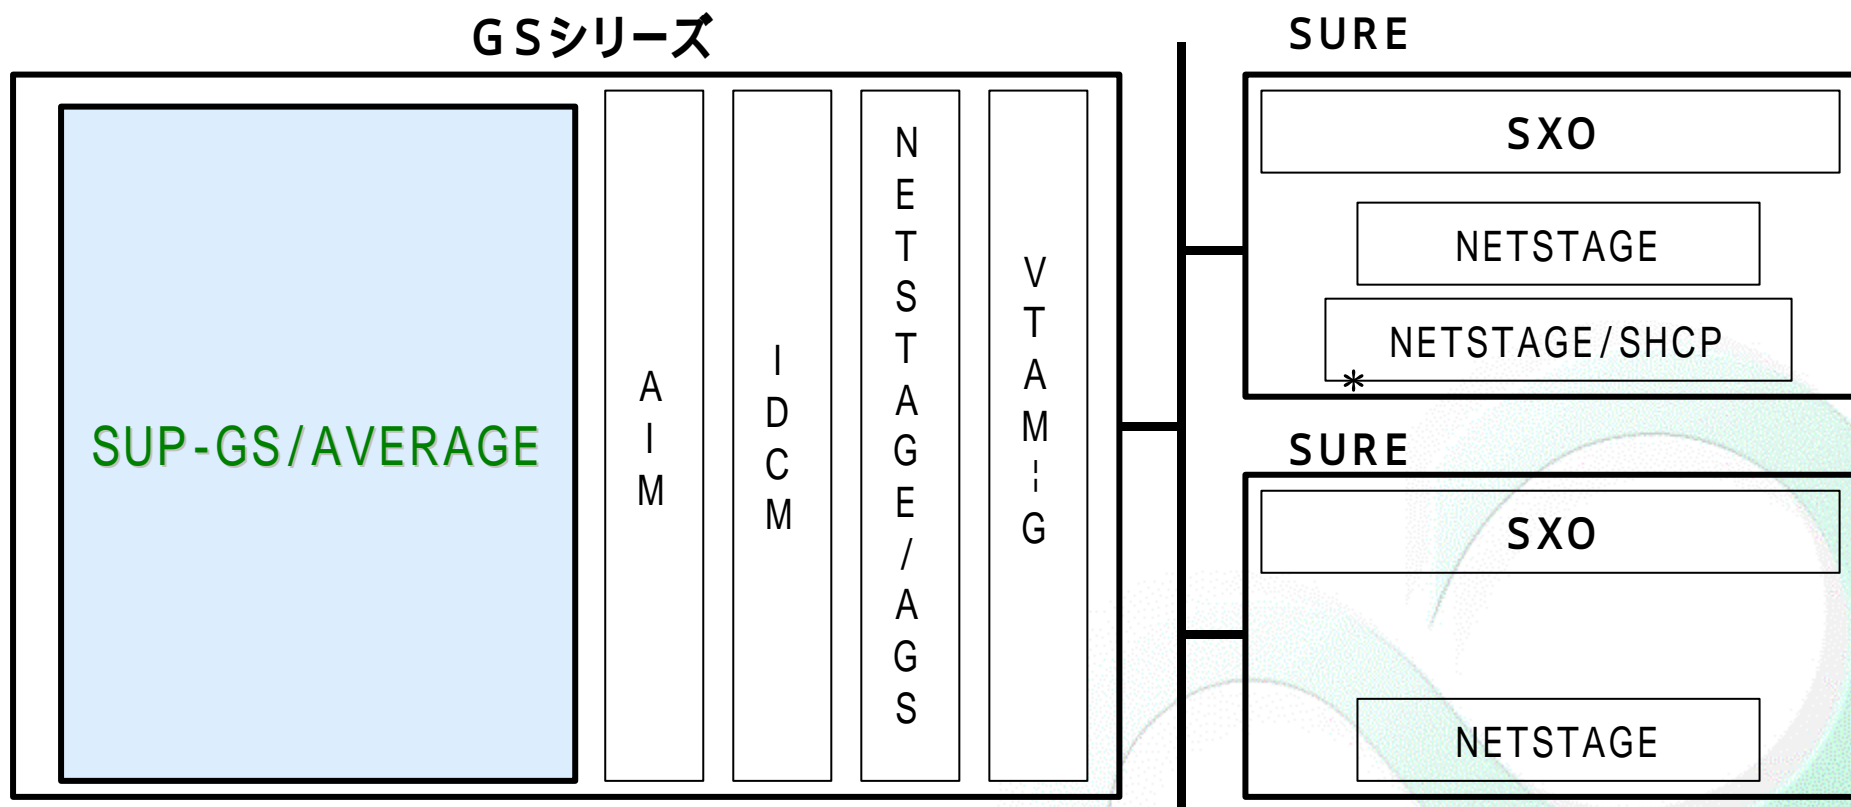 GSシリーズ
SUP-GS/AVERAGE
AIM
IDCM
NETSTAGE/AGS
VTAM-G
SURE
SXO
NETSTAGE
NETSTAGE/SHCP
*
SURE
SXO
NETSTAGE